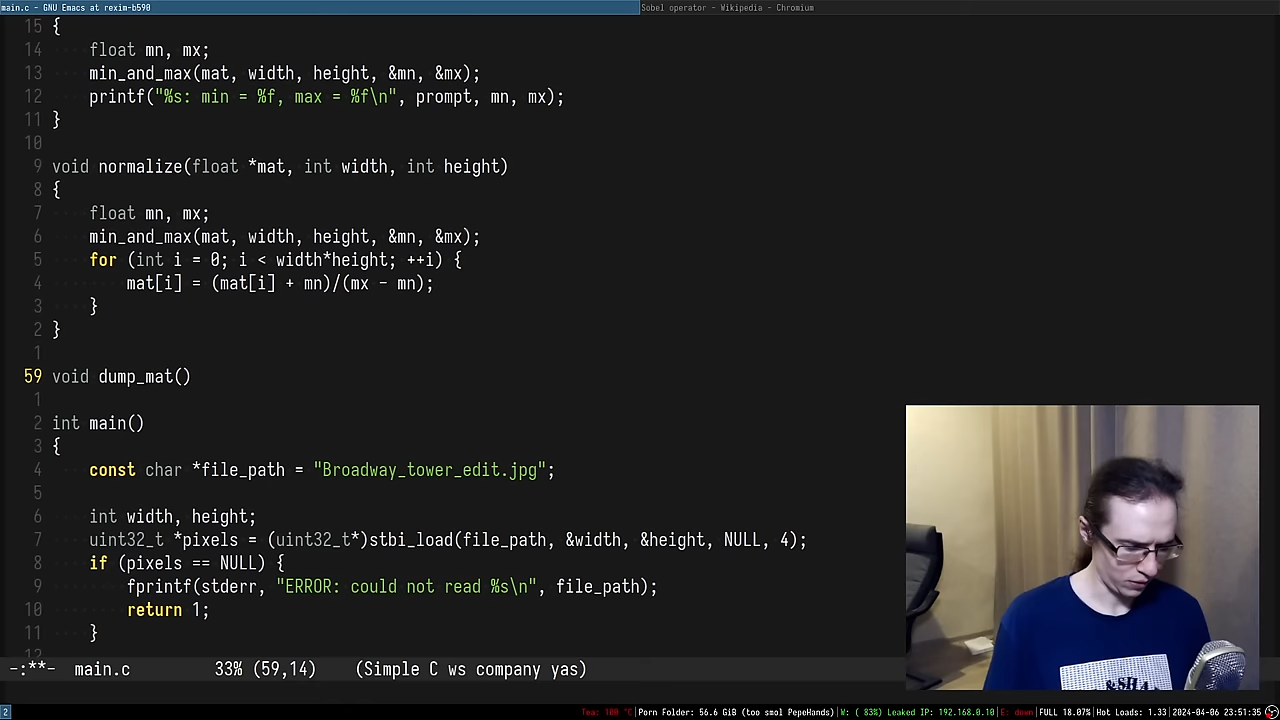 main.c - GNU Emacs at rexim-b590
Sobel operator - Wikipedia - Chromium
15 {
14 float mn, mx;
13 min_and_max(mat, width, height, &mn, &mx);
12 printf("%s: min = %f, max = %f\n", prompt, mn, mx);
11 }
10
9 void normalize(float *mat, int width, int height)
8 {
7 float mn, mx;
6 min_and_max(mat, width, height, &mn, &mx);
5 for (int i = 0; i < width*height; ++i) {
4 mat[i] = (mat[i] + mn)/(mx - mn);
3 }
2 }
1
59 void dump_mat()
1
2 int main()
3 {
4 const char *file_path = "Broadway_tower_edit.jpg";
5
6 int width, height;
7 uint32_t *pixels = (uint32_t*)stbi_load(file_path, &width, &height, NULL, 4);
8 if (pixels == NULL) {
9 fprintf(stderr, "ERROR: could not read %s\n", file_path);
10 return 1;
11 }
12
-:**- main.c 33% (59,14) (Simple C ws company yas)
2 Tea: 100 °C|Porn Folder: 56.6 GiB (too smol PepeHands)|W: ( 83%) Leaked IP: 192.168.0.10|E: down|FULL 18.07%|Hot Loads: 1.33|2024-04-06 23:51:35